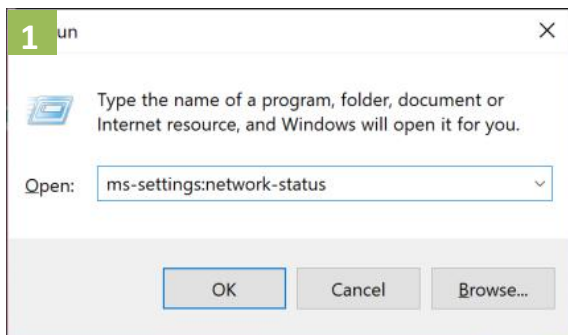 1 un
Type the name of a program, folder, document or
Internet resource, and Windows will open it for you.
Open: ms-settings:network-status
OK Cancel Browse...